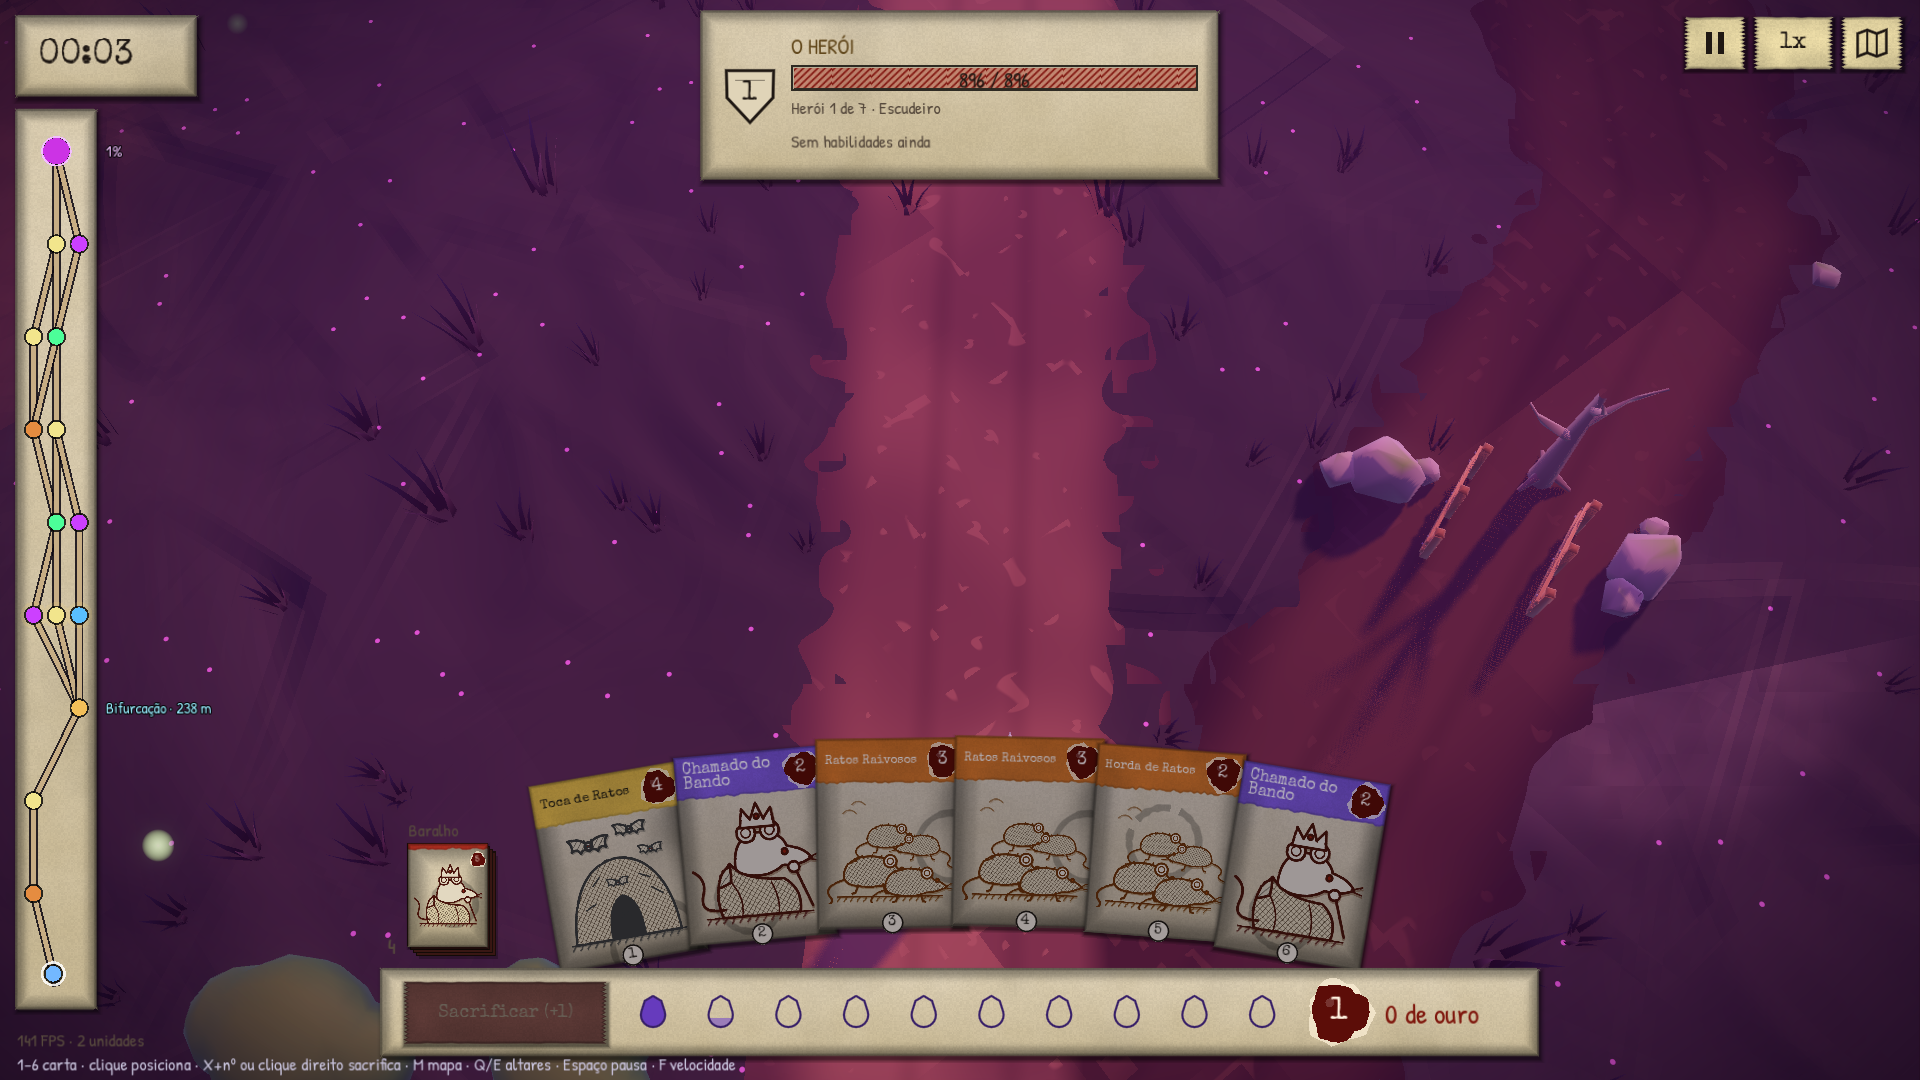 00:03
O HERÓI
1
896 / 896
Herói 1 de 7 · Escudeiro
Sem habilidades ainda
1x
1%
Bifurcação · 238 m
Baralho
4
Toca de Ratos
4
1
Chamado do
Bando
2
2
Ratos Raivosos
3
3
Ratos Raivosos
3
4
Horda de Ratos
2
5
Chamado do
Bando
2
6
Sacrificar (+1)
1
0 de ouro
141 FPS · 2 unidades
1-6 carta · clique posiciona · X+nº ou clique direito sacrifica · M mapa · Q/E altares · Espaço pausa · F velocidade